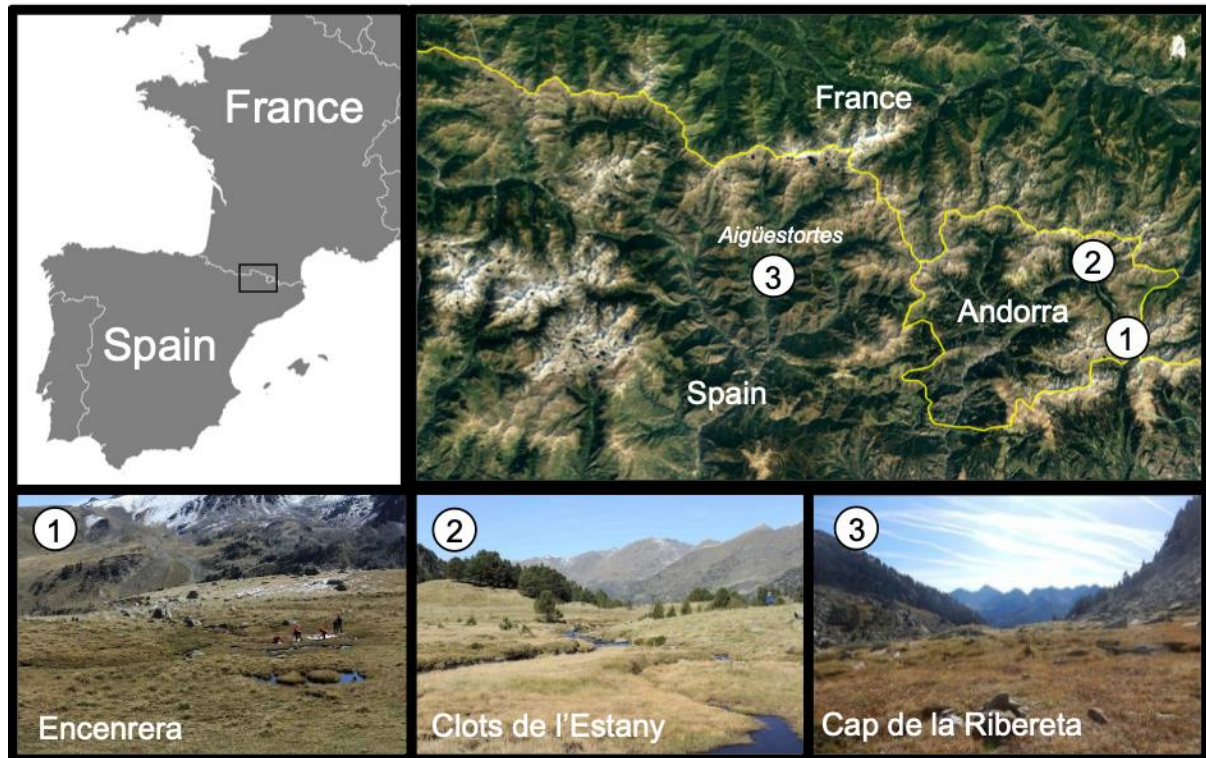 France
Spain
France
Aigüestortes
3
2
Andorra
1
Spain
1
Encenrera
2
Clots de l'Estany
3
Cap de la Ribereta